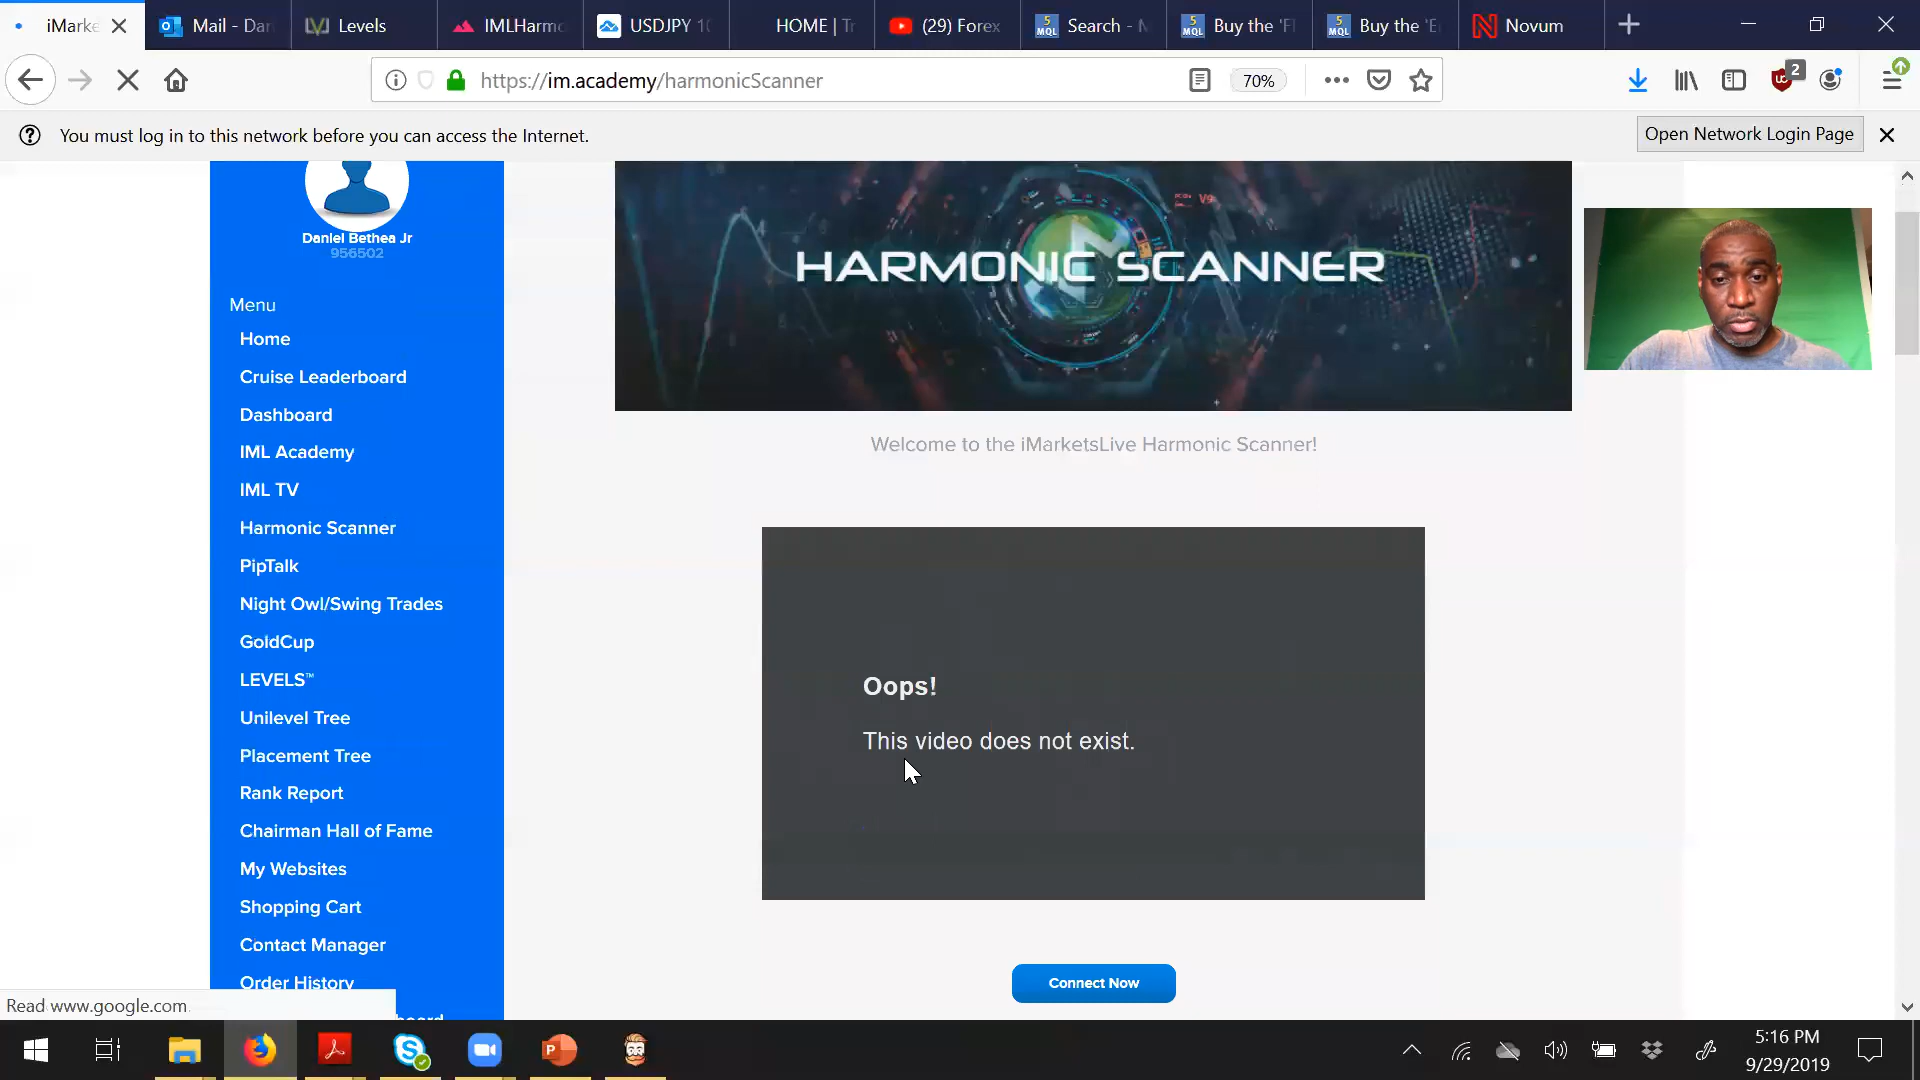 iMarke
Mail - Dan
Levels
IMLHarmo
USDJPY 10
HOME | Tr
(29) Forex
Search - M
Buy the 'Fl
Buy the 'E
Novum
https://im.academy/harmonicScanner
70%
2
You must log in to this network before you can access the Internet.
Open Network Login Page
Daniel Bethea Jr
956502
Menu
Home
Cruise Leaderboard
Dashboard
IML Academy
IML TV
Harmonic Scanner
PipTalk
Night Owl/Swing Trades
GoldCup
LEVELS™
Unilevel Tree
Placement Tree
Rank Report
Chairman Hall of Fame
My Websites
Shopping Cart
Contact Manager
Order History
HARMONIC SCANNER
Welcome to the iMarketsLive Harmonic Scanner!
Oops!
This video does not exist.
Connect Now
Read www.google.com
5:16 PM
9/29/2019